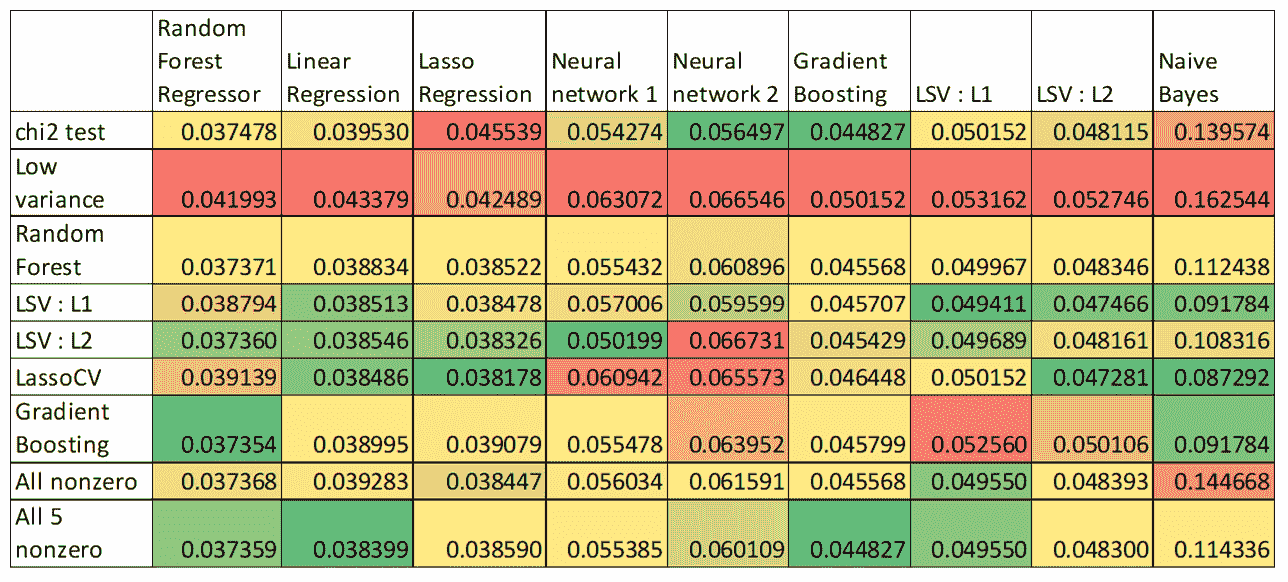 Random Forest Regressor Linear Regression Lasso Regression Neural network 1 Neural network 2 Gradient Boosting LSV : L1 LSV : L2 Naive Bayes
chi2 test 0.037478 0.039530 0.045539 0.054274 0.056497 0.044827 0.050152 0.048115 0.139574
Low variance 0.041993 0.043379 0.042489 0.063072 0.066546 0.050152 0.053162 0.052746 0.162544
Random Forest 0.037371 0.038834 0.038522 0.055432 0.060896 0.045568 0.049967 0.048346 0.112438
LSV : L1 0.038794 0.038513 0.038478 0.057006 0.059599 0.045707 0.049411 0.047466 0.091784
LSV : L2 0.037360 0.038546 0.038326 0.050199 0.066731 0.045429 0.049689 0.048161 0.108316
LassoCV 0.039139 0.038486 0.038178 0.060942 0.065573 0.046448 0.050152 0.047281 0.087292
Gradient Boosting 0.037354 0.038995 0.039079 0.055478 0.063952 0.045799 0.052560 0.050106 0.091784
All nonzero 0.037368 0.039283 0.038447 0.056034 0.061591 0.045568 0.049550 0.048393 0.144668
All 5 nonzero 0.037359 0.038399 0.038590 0.055385 0.060109 0.044827 0.049550 0.048300 0.114336